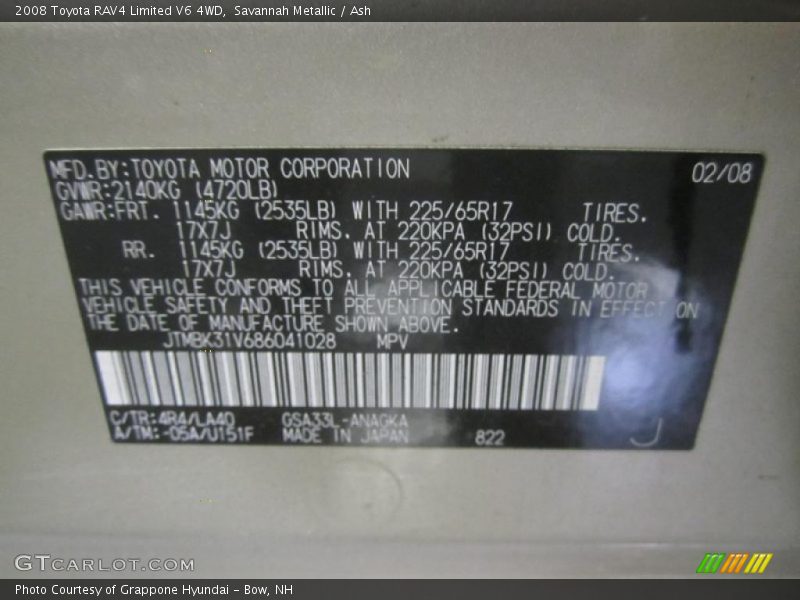 2008 Toyota RAV4 Limited V6 4WD, Savannah Metallic / Ash
MFD.BY:TOYOTA MOTOR CORPORATION 02/08
GVWR:2140KG (4720LB)
GAWR:FRT. 1145KG (2535LB) WITH 225/65R17 TIRES.
17X7J RIMS. AT 220KPA (32PSI) COLD.
RR. 1145KG (2535LB) WITH 225/65R17 TIRES.
17X7J RIMS. AT 220KPA (32PSI) COLD.
THIS VEHICLE CONFORMS TO ALL APPLICABLE FEDERAL MOTOR
VEHICLE SAFETY AND THEFT PREVENTION STANDARDS IN EFFECT ON
THE DATE OF MANUFACTURE SHOWN ABOVE.
JTMBK31V686041028 MPV
C/TR:4R4/LA40 GSA33L-ANAGKA
A/TM:-05A/U151F MADE IN JAPAN 822 J
GTCARLOT.COM
Photo Courtesy of Grappone Hyundai - Bow, NH